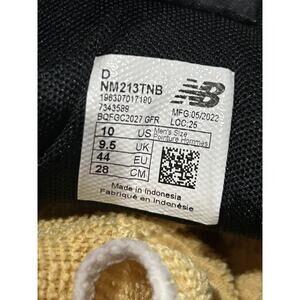 D
NM213TNB
196307017180
7343589
BQFGC2027 GFR
MFG:05/2022
LOC:25
10 US Men's Size
Pointure Hommes
9.5 UK
44 EU
28 CM
Made in Indonesia
Fabriqué en Indonésie